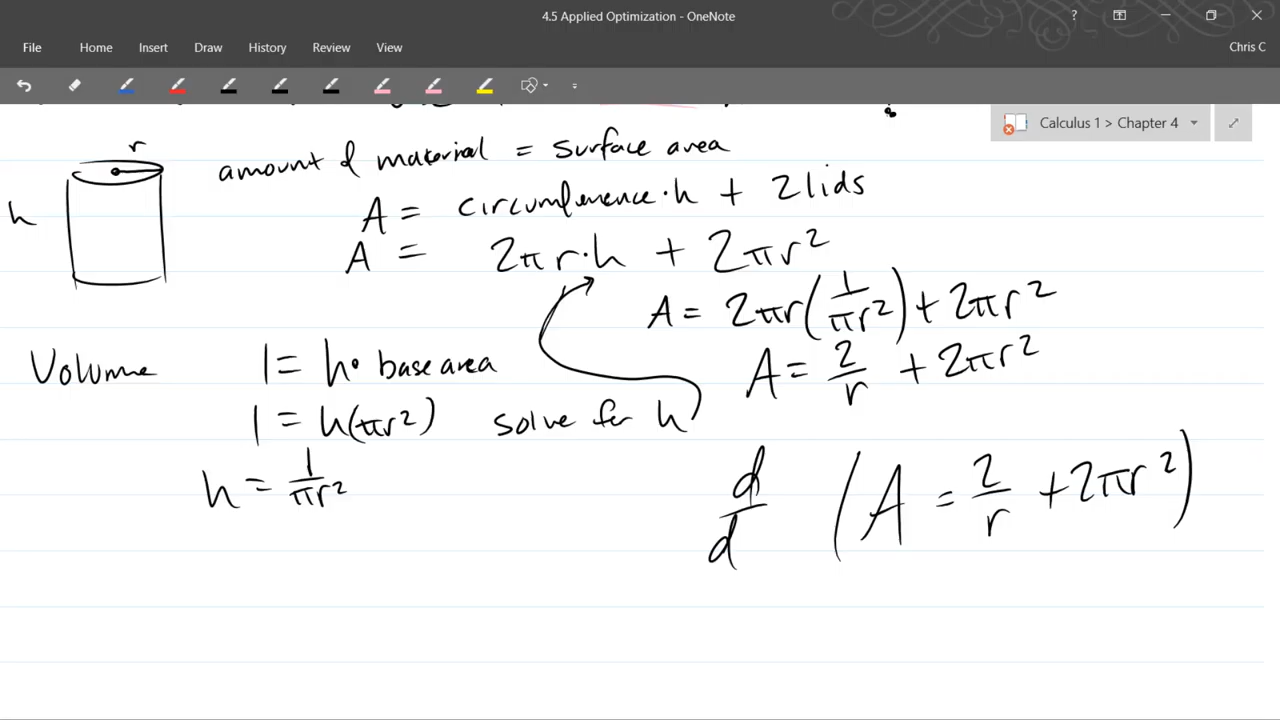 4.5 Applied Optimization - OneNote
File Home Insert Draw History Review View
Chris C
Calculus 1 > Chapter 4
r
h
amount of material = surface area
A = circumference · h + 2 lids
A = 2πr·h + 2πr²
A = 2πr(1/πr²) + 2πr²
A = 2/r + 2πr²
Volume 1 = h· base area
1 = h(πr²) solve for h
h = 1/πr²
d/d (A = 2/r + 2πr²)